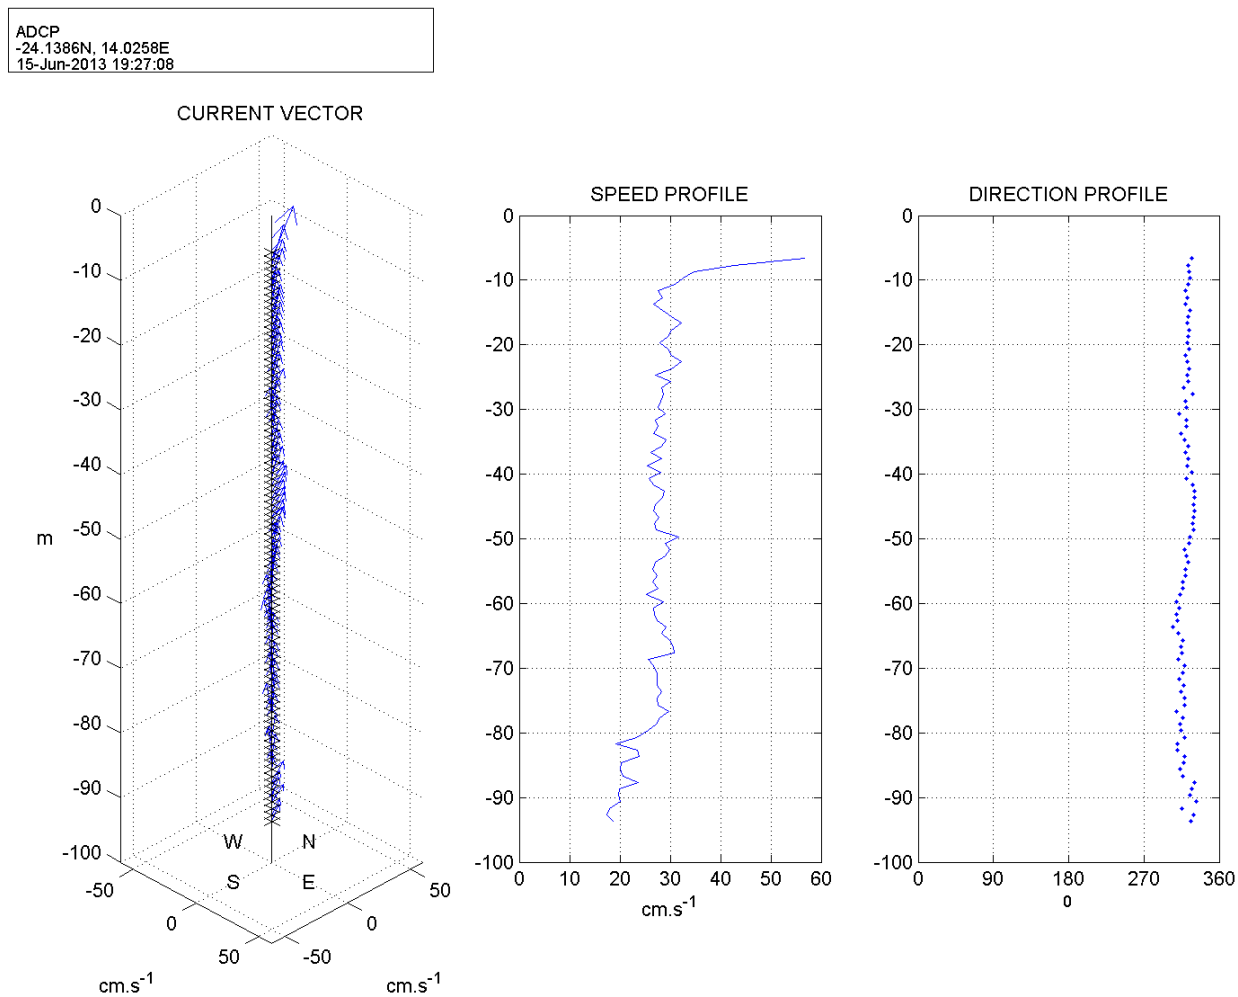 ADCP
-24.1386N, 14.0258E
15-Jun-2013 19:27:08
CURRENT VECTOR
0
-10
-20
-30
-40
-50
-60
-70
-80
-90
-100
m
W
N
S
E
-50
0
50
cm.s-1
-50
0
50
cm.s-1
SPEED PROFILE
0
-10
-20
-30
-40
-50
-60
-70
-80
-90
-100
0 10 20 30 40 50 60
cm.s-1
DIRECTION PROFILE
0
-10
-20
-30
-40
-50
-60
-70
-80
-90
-100
0 90 180 270 360
0